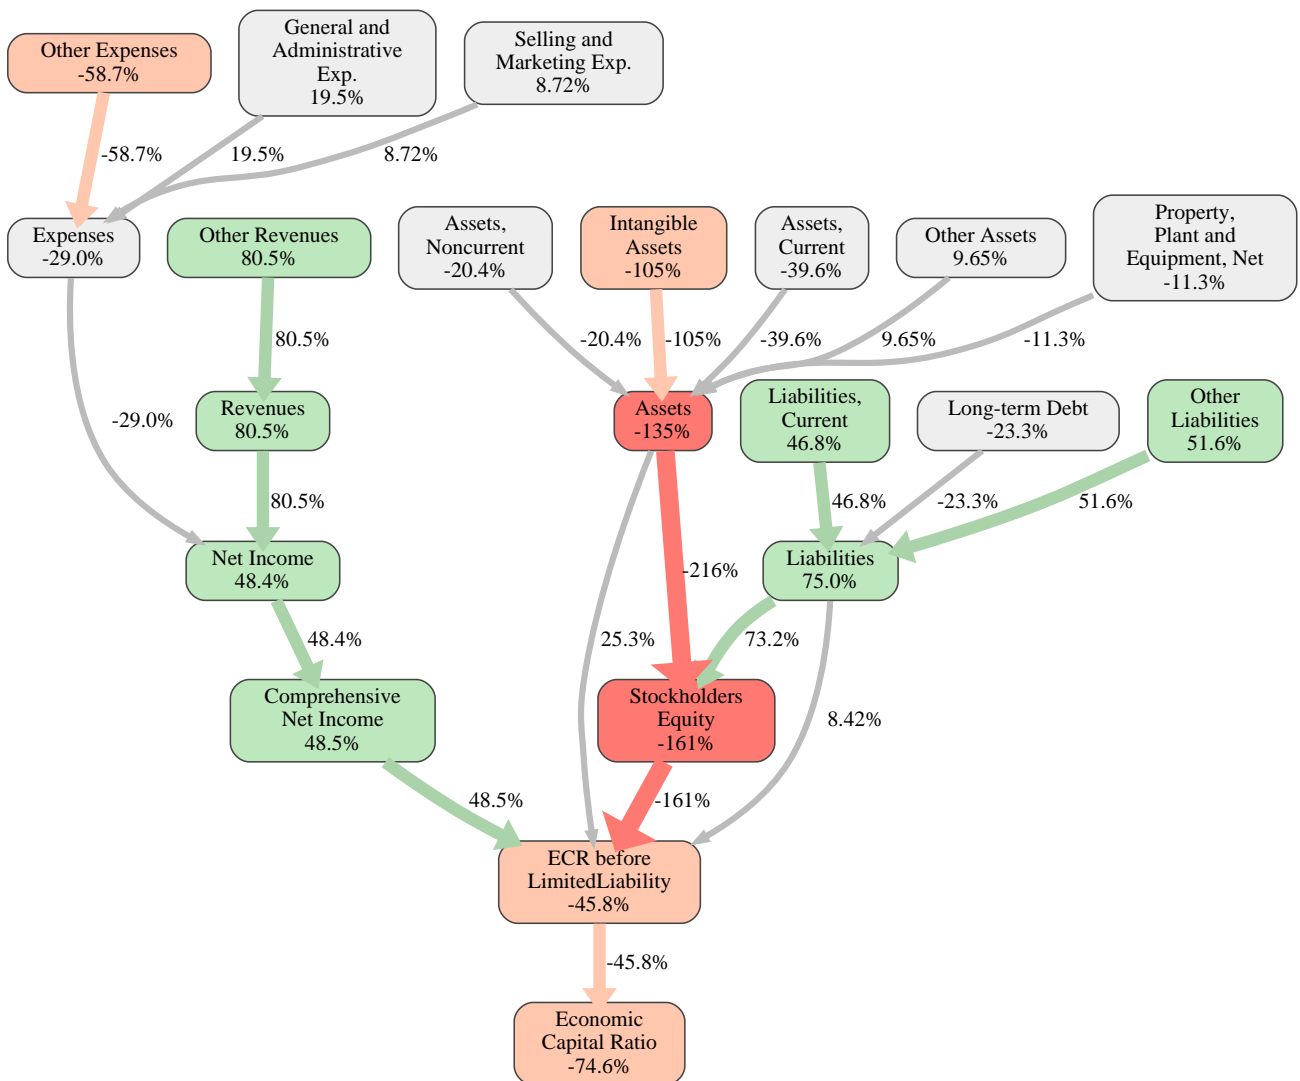 Other Expenses
-58.7%
General and
Administrative
Exp.
19.5%
Selling and
Marketing Exp.
8.72%
-58.7%
19.5%
8.72%
Expenses
-29.0%
Other Revenues
80.5%
Assets,
Noncurrent
-20.4%
Intangible
Assets
-105%
Assets,
Current
-39.6%
Other Assets
9.65%
Property,
Plant and
Equipment, Net
-11.3%
80.5%
-20.4%
-105%
-39.6%
9.65%
-11.3%
-29.0%
Revenues
80.5%
Assets
-135%
Liabilities,
Current
46.8%
Long-term Debt
-23.3%
Other
Liabilities
51.6%
80.5%
46.8%
-23.3%
51.6%
Net Income
48.4%
-216%
Liabilities
75.0%
48.4%
25.3%
73.2%
8.42%
Comprehensive
Net Income
48.5%
Stockholders
Equity
-161%
48.5%
-161%
ECR before
LimitedLiability
-45.8%
-45.8%
Economic
Capital Ratio
-74.6%